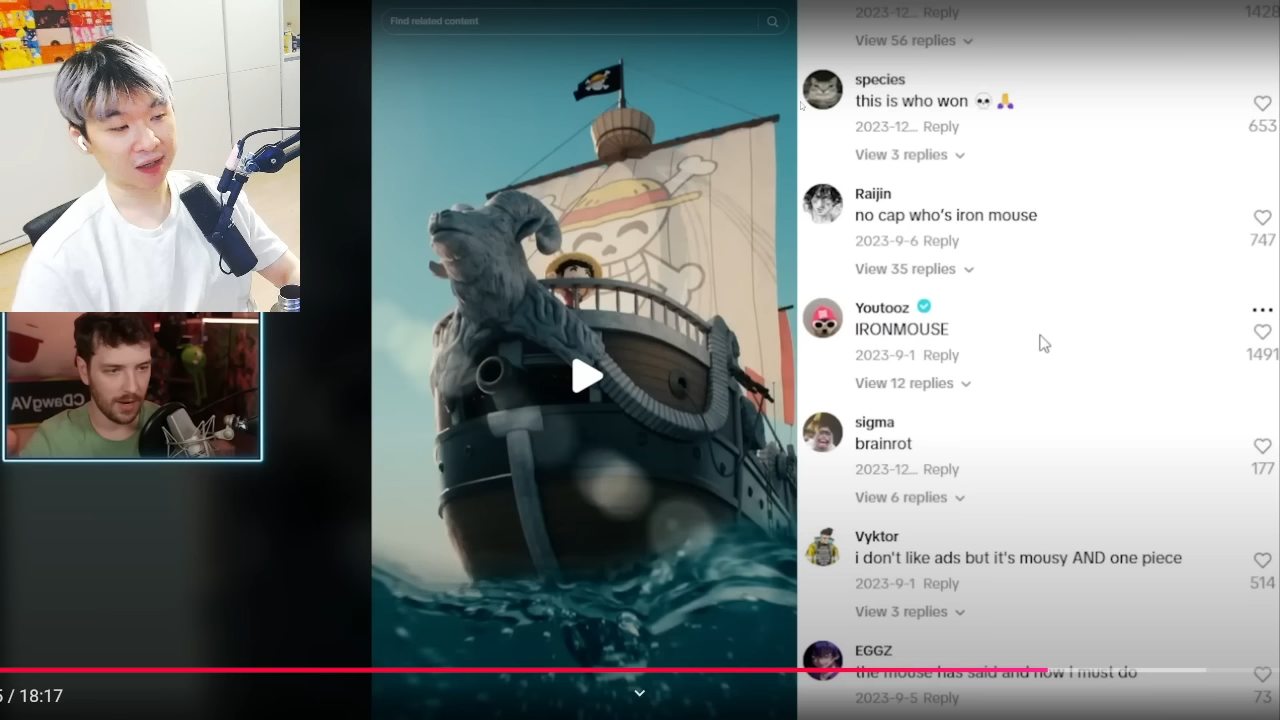 Find related content
2023-12... Reply
1428
View 56 replies
species
this is who won 💀 🙏
2023-12... Reply
653
View 3 replies
Raijin
no cap who's iron mouse
2023-9-6 Reply
747
View 35 replies
Youtooz
IRONMOUSE
2023-9-1 Reply
1491
View 12 replies
sigma
brainrot
2023-12... Reply
177
View 6 replies
Vyktor
i don't like ads but it's mousy AND one piece
2023-9-1 Reply
514
View 3 replies
EGGZ
the mouse has said and now i must do
2023-9-5 Reply
73
CDawgVA
5 / 18:17